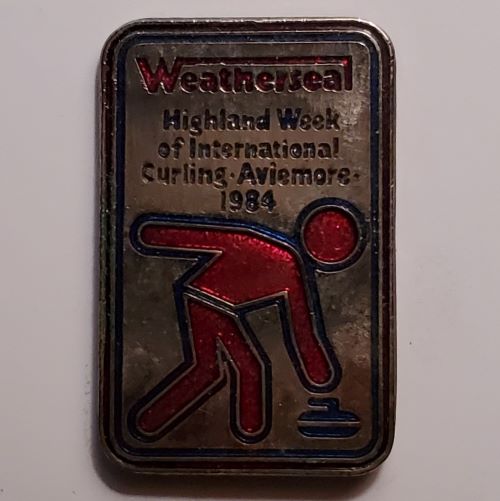 Weatherseal
Highland Week
of International
Curling·Aviemore·
1984